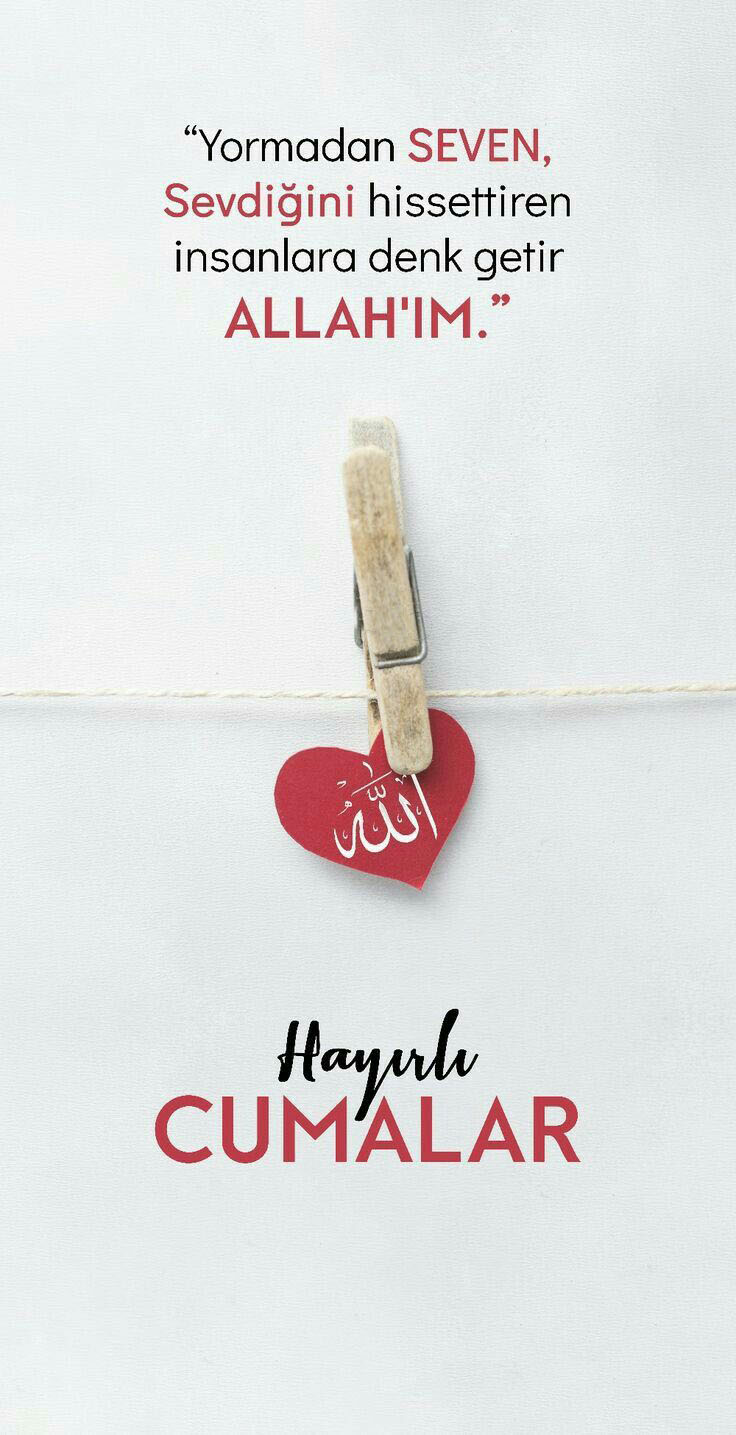 “Yormadan SEVEN,
Sevdiğini hissettiren
insanlara denk getir
ALLAH'IM.”
الله
Hayırlı
CUMALAR